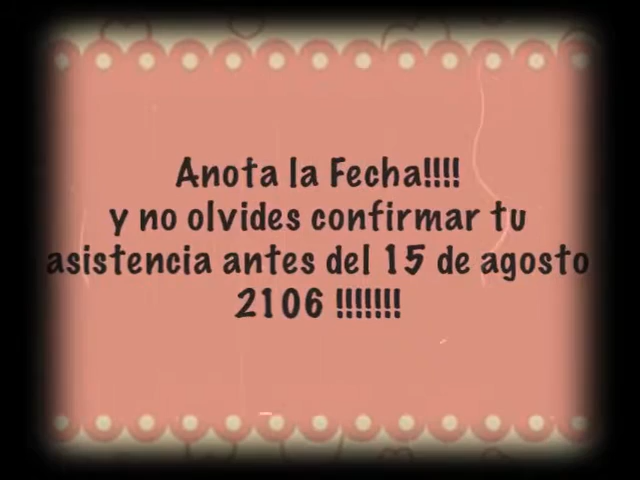 Anota la Fecha!!!!
y no olvides confirmar tu
asistencia antes del 15 de agosto
2106 !!!!!!!